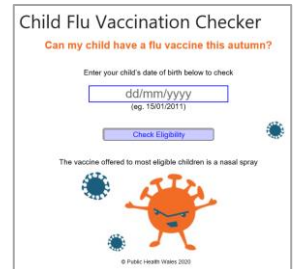 Child Flu Vaccination Checker
Can my child have a flu vaccine this autumn?
Enter your child's date of birth below to check
dd/mm/yyyy
(eg. 15/01/2011)
Check Eligibility
The vaccine offered to most eligible children is a nasal spray
© Public Health Wales 2020